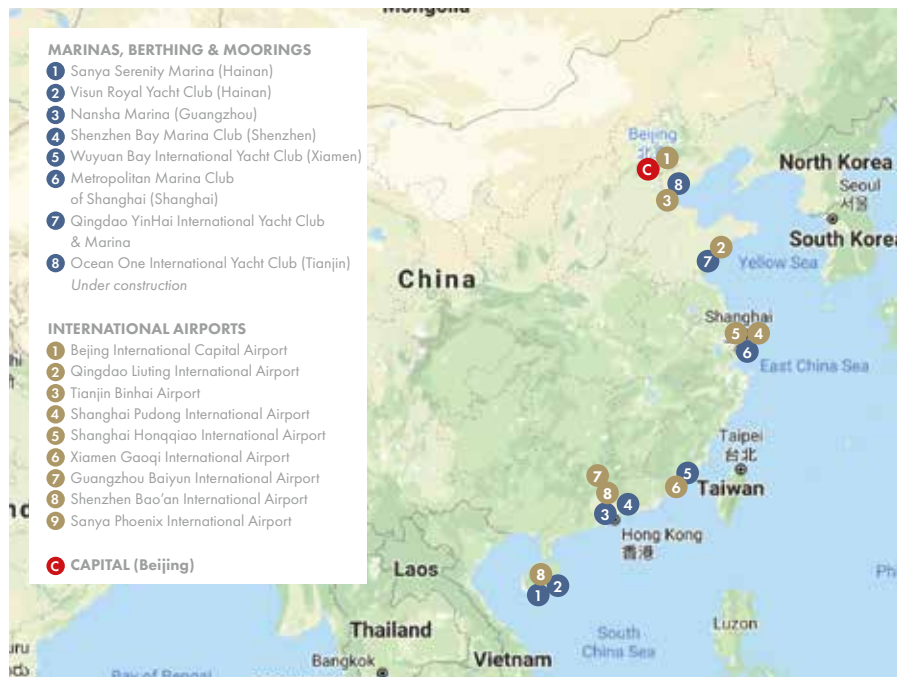 MARINAS, BERTHING & MOORINGS
1 Sanya Serenity Marina (Hainan)
2 Visun Royal Yacht Club (Hainan)
3 Nansha Marina (Guangzhou)
4 Shenzhen Bay Marina Club (Shenzhen)
5 Wuyuan Bay International Yacht Club (Xiamen)
6 Metropolitan Marina Club
of Shanghai (Shanghai)
7 Qingdao YinHai International Yacht Club
& Marina
8 Ocean One International Yacht Club (Tianjin)
Under construction
INTERNATIONAL AIRPORTS
1 Bejing International Capital Airport
2 Qingdao Liuting International Airport
3 Tianjin Binhai Airport
4 Shanghai Pudong International Airport
5 Shanghai Honqqiao International Airport
6 Xiamen Gaoqi International Airport
7 Guangzhou Baiyun International Airport
8 Shenzhen Bao'an International Airport
9 Sanya Phoenix International Airport
C CAPITAL (Beijing)
Mongolia
Beijing
1
C
8
3
North Korea
Seoul
서울
South Korea
2
7
Yellow Sea
China
Shanghai
5 4
6
East China Sea
Taipei
台北
Taiwan
5
6
7
8
4
3
Hong Kong
香港
8
2
1
Laos
Thailand
Bangkok
Vietnam
South
China Sea
Luzon
Bay of Bengal